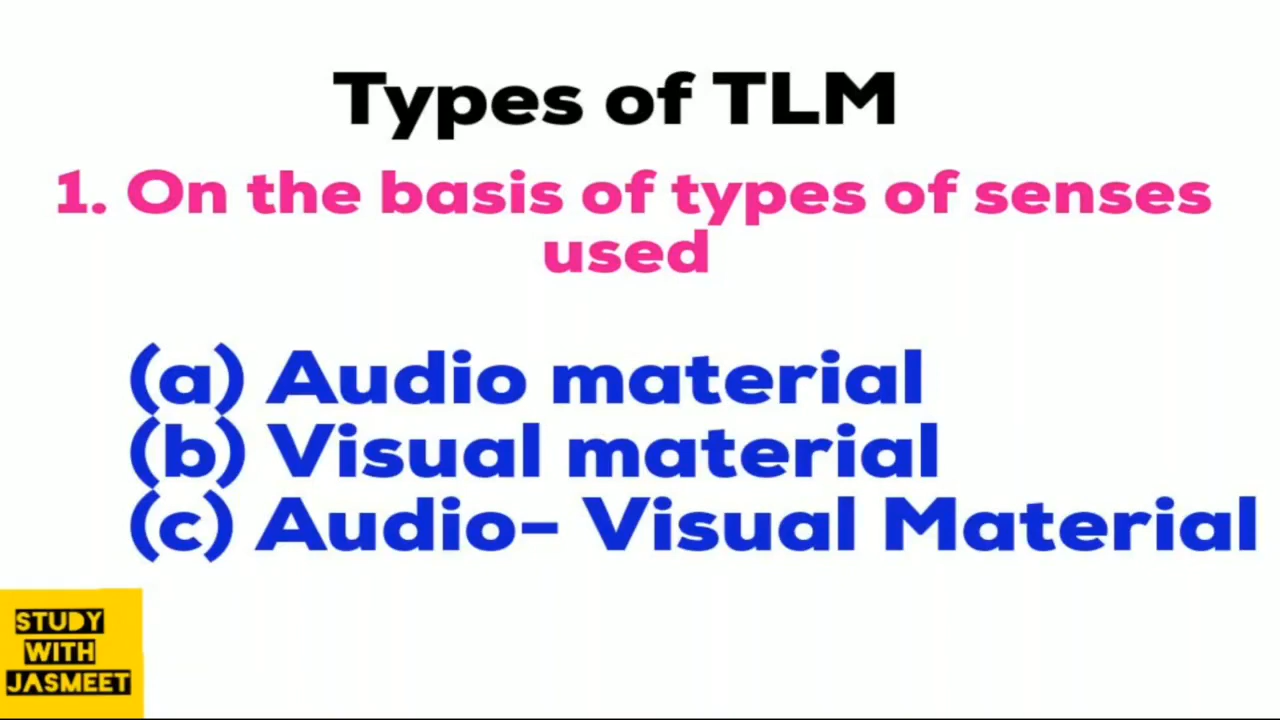 Types of TLM
1. On the basis of types of senses
used
(a) Audio material
(b) Visual material
(c) Audio- Visual Material
STUDY
WITH
JASMEET